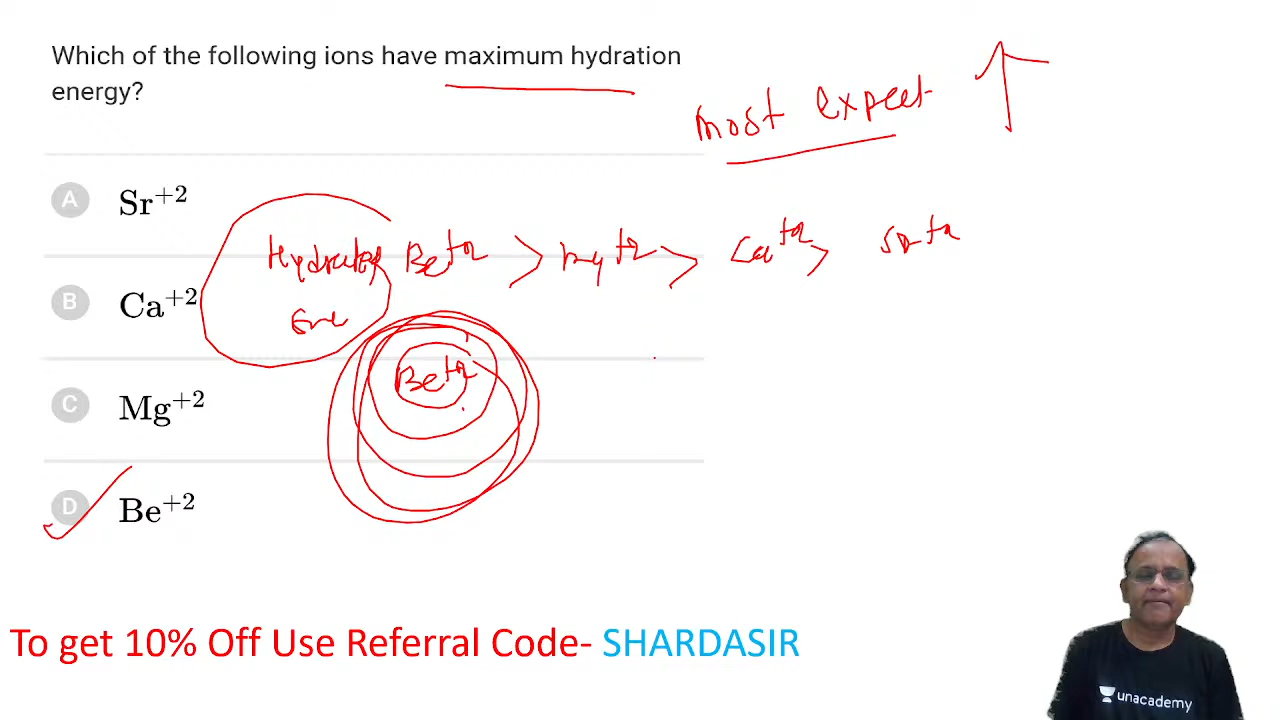 Which of the following ions have maximum hydration
energy?
most expect
A Sr+2
Be+2 > Mg+2 > Ca+2 > Sr+2
B Ca+2
Be+2
C Mg+2
D Be+2
To get 10% Off Use Referral Code- SHARDASIR
unacademy